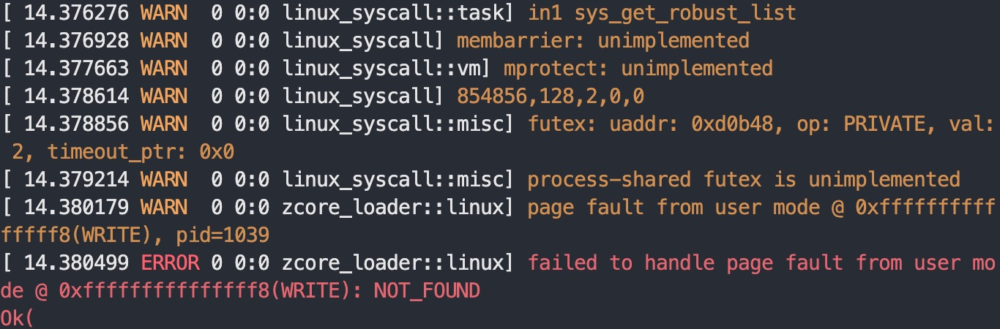 [ 14.376276 WARN  0 0:0 linux_syscall::task] in1 sys_get_robust_list
[ 14.376928 WARN  0 0:0 linux_syscall] membarrier: unimplemented
[ 14.377663 WARN  0 0:0 linux_syscall::vm] mprotect: unimplemented
[ 14.378614 WARN  0 0:0 linux_syscall] 854856,128,2,0,0
[ 14.378856 WARN  0 0:0 linux_syscall::misc] futex: uaddr: 0xd0b48, op: PRIVATE, val:
 2, timeout_ptr: 0x0
[ 14.379214 WARN  0 0:0 linux_syscall::misc] process-shared futex is unimplemented
[ 14.380179 WARN  0 0:0 zcore_loader::linux] page fault from user mode @ 0xffffffffff
fffff8(WRITE), pid=1039
[ 14.380499 ERROR 0 0:0 zcore_loader::linux] failed to handle page fault from user mo
de @ 0xfffffffffffffff8(WRITE): NOT_FOUND
Ok(